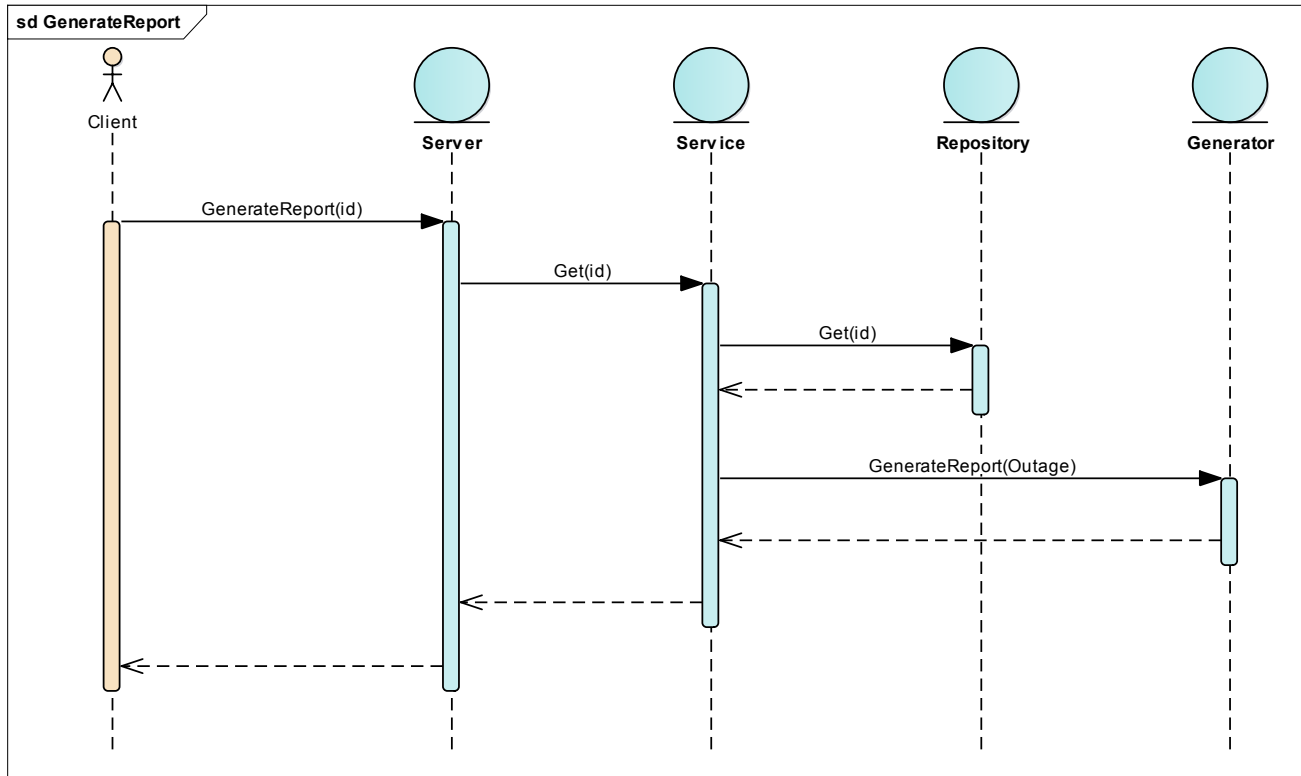 sd GenerateReport
Client
Server
Service
Repository
Generator
GenerateReport(id)
Get(id)
Get(id)
GenerateReport(Outage)